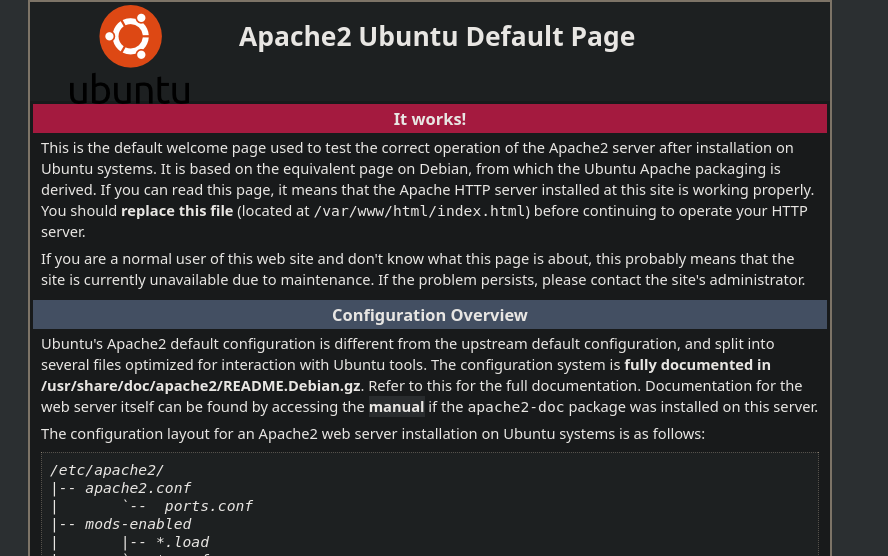 Apache2 Ubuntu Default Page
ubuntu
It works!
This is the default welcome page used to test the correct operation of the Apache2 server after installation on
Ubuntu systems. It is based on the equivalent page on Debian, from which the Ubuntu Apache packaging is
derived. If you can read this page, it means that the Apache HTTP server installed at this site is working properly.
You should replace this file (located at /var/www/html/index.html) before continuing to operate your HTTP
server.
If you are a normal user of this web site and don't know what this page is about, this probably means that the
site is currently unavailable due to maintenance. If the problem persists, please contact the site's administrator.
Configuration Overview
Ubuntu's Apache2 default configuration is different from the upstream default configuration, and split into
several files optimized for interaction with Ubuntu tools. The configuration system is fully documented in
/usr/share/doc/apache2/README.Debian.gz. Refer to this for the full documentation. Documentation for the
web server itself can be found by accessing the manual if the apache2-doc package was installed on this server.
The configuration layout for an Apache2 web server installation on Ubuntu systems is as follows:
/etc/apache2/
|-- apache2.conf
|       `--  ports.conf
|-- mods-enabled
|       |-- *.load